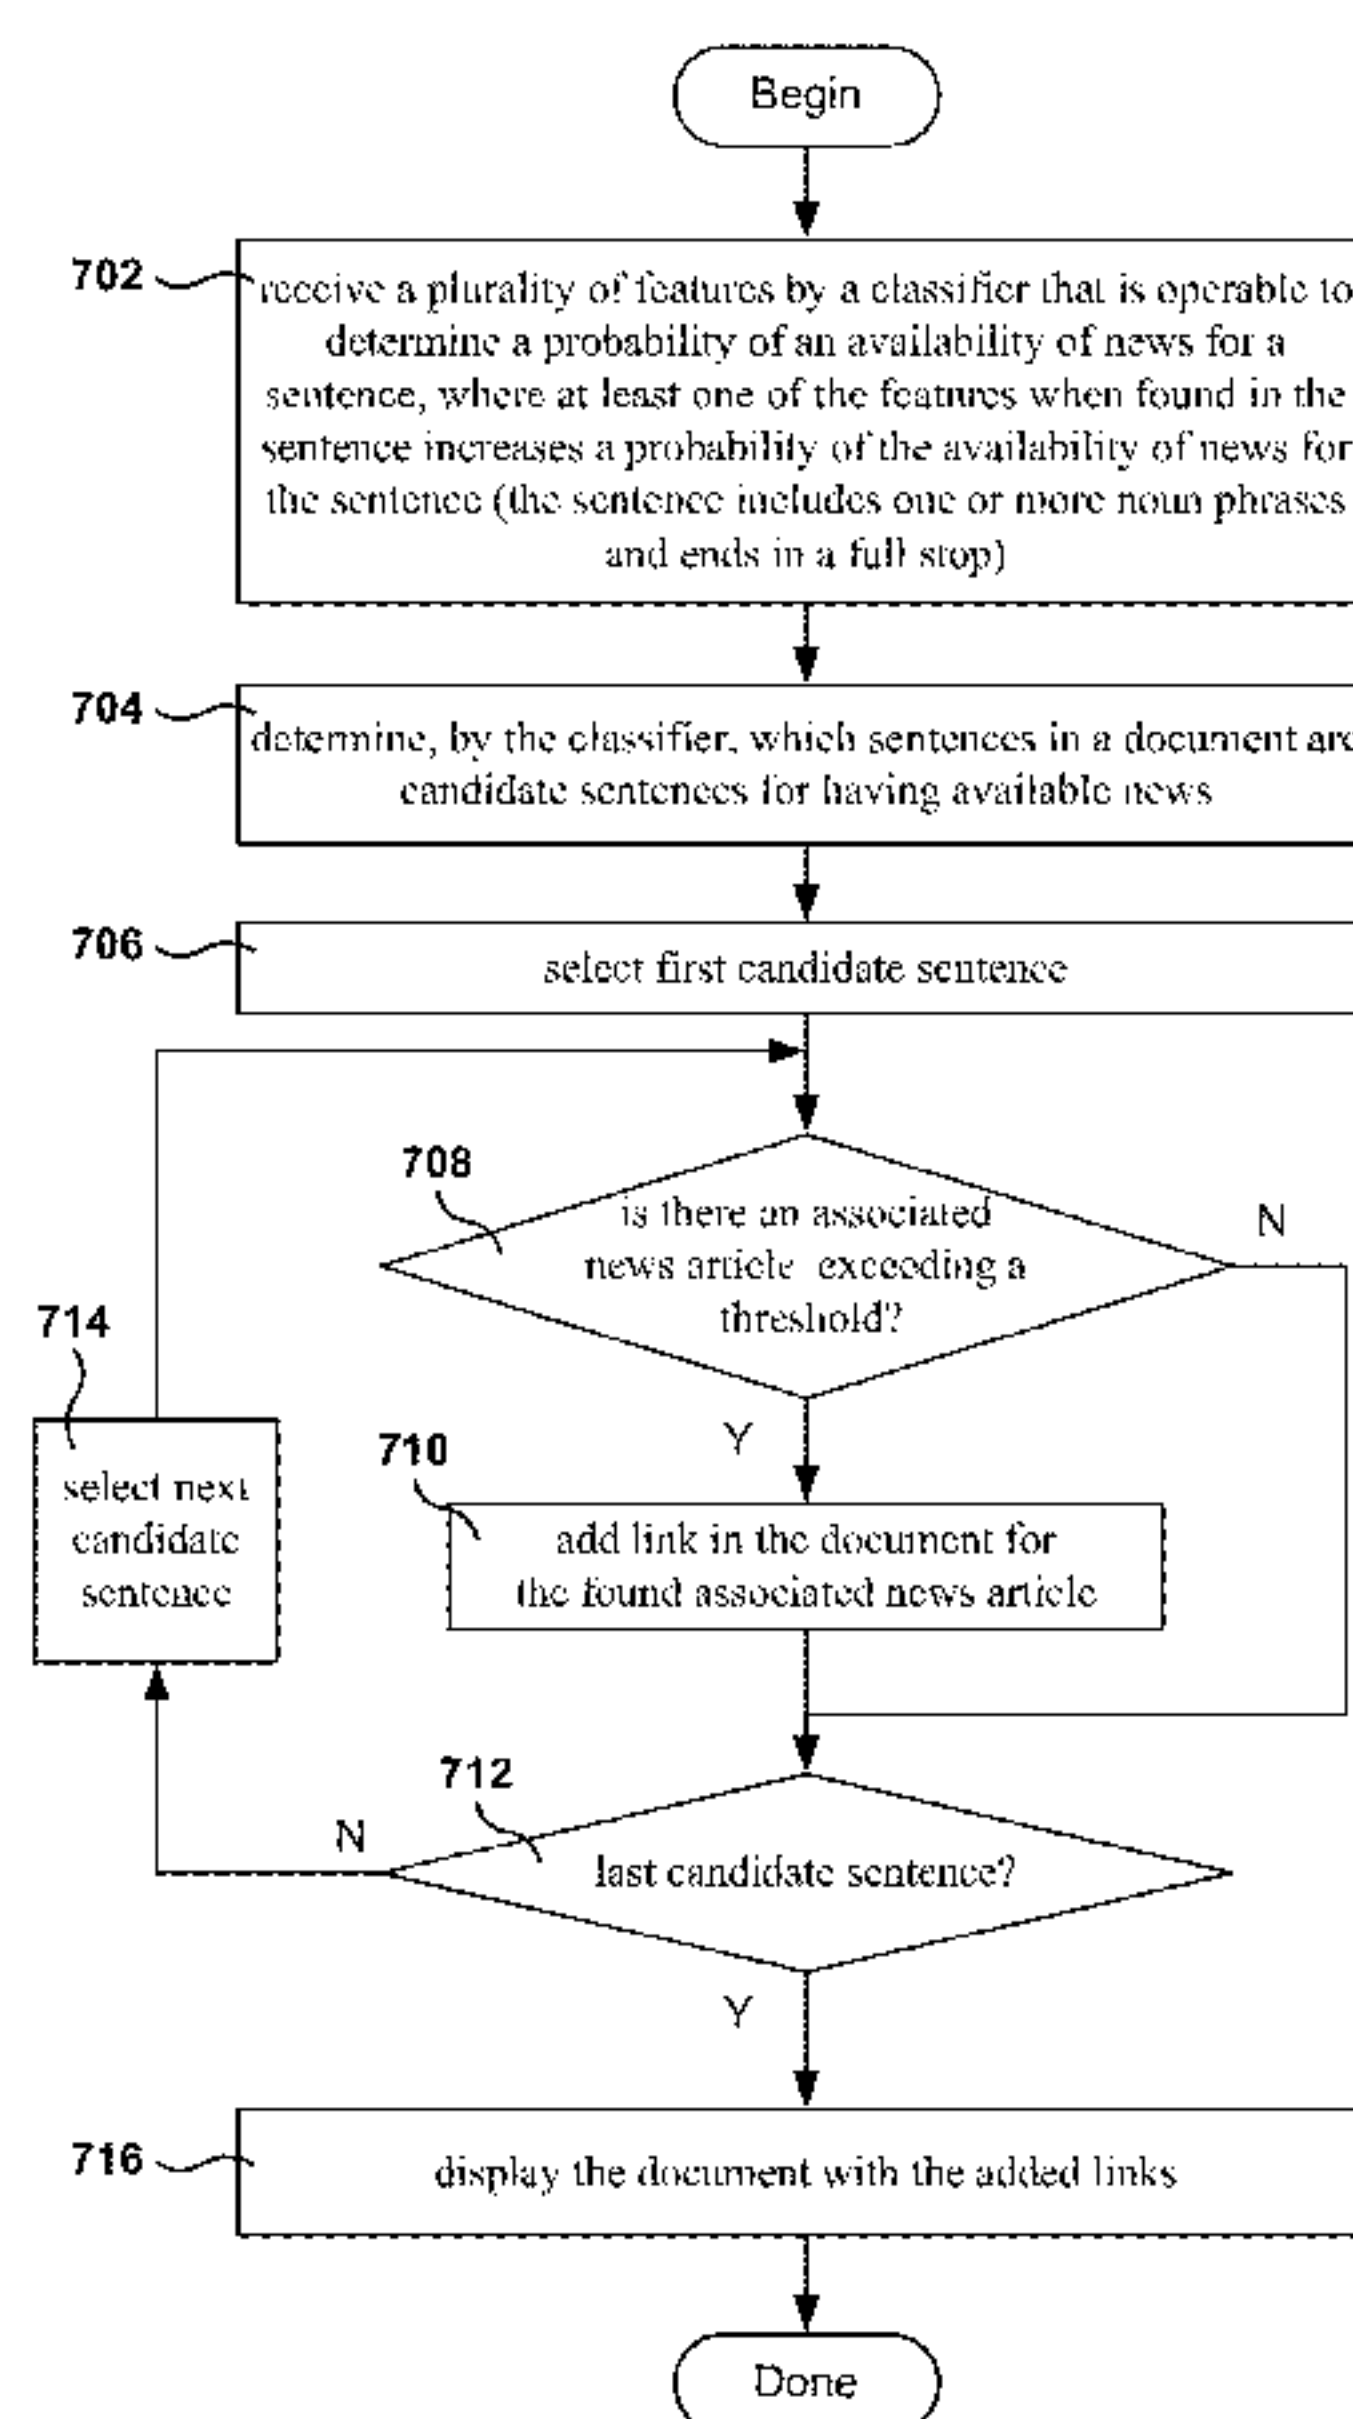 Begin
702
receive a plurality of features by a classifier that is operable to
determine a probability of an availability of news for a
sentence, where at least one of the features when found in the
sentence increases a probability of the availability of news for
the sentence (the sentence includes one or more noun phrases
and ends in a full stop)
704
determine, by the classifier, which sentences in a document are
candidate sentences for having available news
706
select first candidate sentence
708
is there an associated
news article exceeding a
threshold?
N
714
select next
candidate
sentence
Y
710
add link in the document for
the found associated news article
712
N
last candidate sentence?
Y
716
display the document with the added links
Done